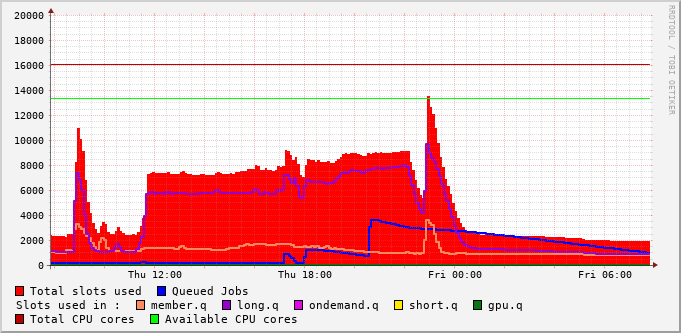 20000
18000
16000
14000
12000
10000
8000
6000
4000
2000
0
Thu 12:00 Thu 18:00 Fri 00:00 Fri 06:00
Total slots used Queued Jobs
Slots used in : member.q long.q ondemand.q short.q gpu.q
Total CPU cores Available CPU cores
RRDTOOL / TOBI OETIKER